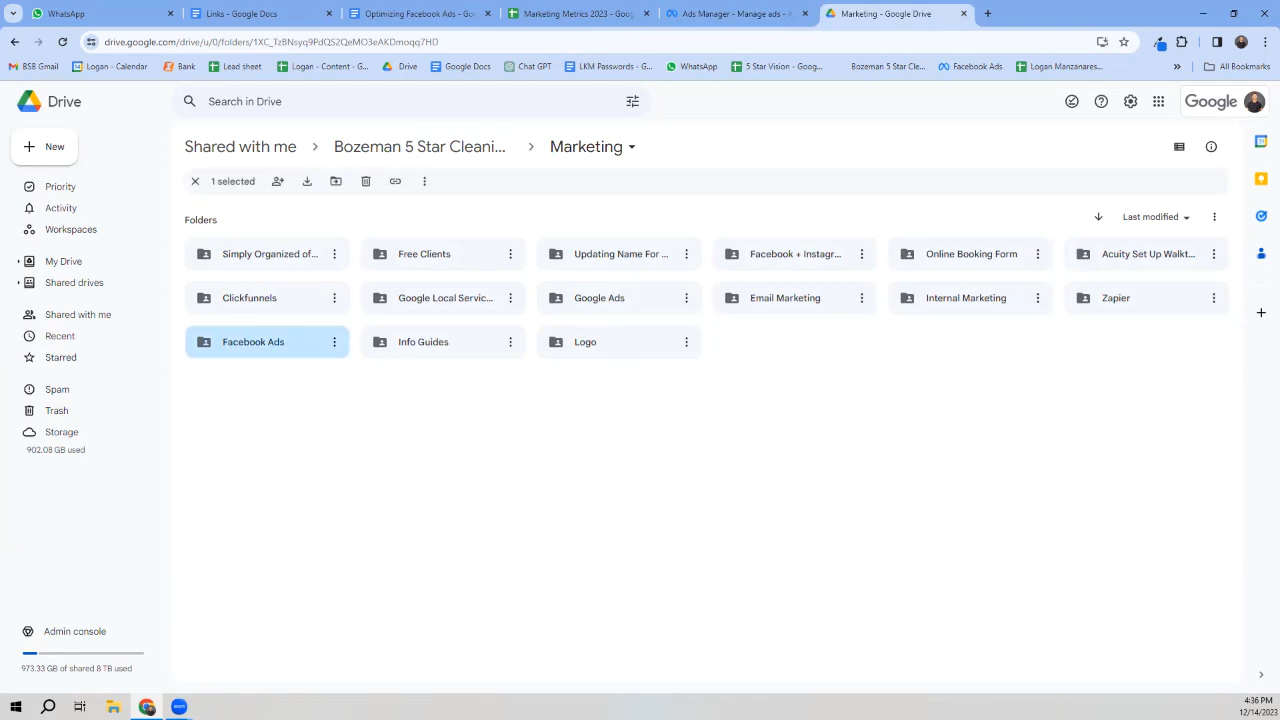 WhatsApp
Links - Google Docs
Optimizing Facebook Ads - Go
Marketing Metrics 2023 - Goog
Ads Manager - Manage ads - A
Marketing - Google Drive
drive.google.com/drive/u/0/folders/1XC_TzBNsyq9PdQS2QeMO3eAKDmoqq7HD
BSB Gmail
Logan - Calendar
Bank
Lead sheet
Logan - Content - G...
Drive
Google Docs
Chat GPT
LKM Passwords - G...
WhatsApp
5 Star Vision - Goog...
Bozeman 5 Star Cle...
Facebook Ads
Logan Manzanares...
All Bookmarks
Drive
Search in Drive
Google
New
Shared with me
Bozeman 5 Star Cleani...
Marketing
1 selected
Priority
Activity
Workspaces
My Drive
Shared drives
Shared with me
Recent
Starred
Spam
Trash
Storage
902.08 GB used
Admin console
973.33 GB of shared 8 TB used
Folders
Last modified
Simply Organized of...
Free Clients
Updating Name For ...
Facebook + Instagr...
Online Booking Form
Acuity Set Up Walkt...
Clickfunnels
Google Local Servic...
Google Ads
Email Marketing
Internal Marketing
Zapier
Facebook Ads
Info Guides
Logo
zoom
4:36 PM
12/14/2023